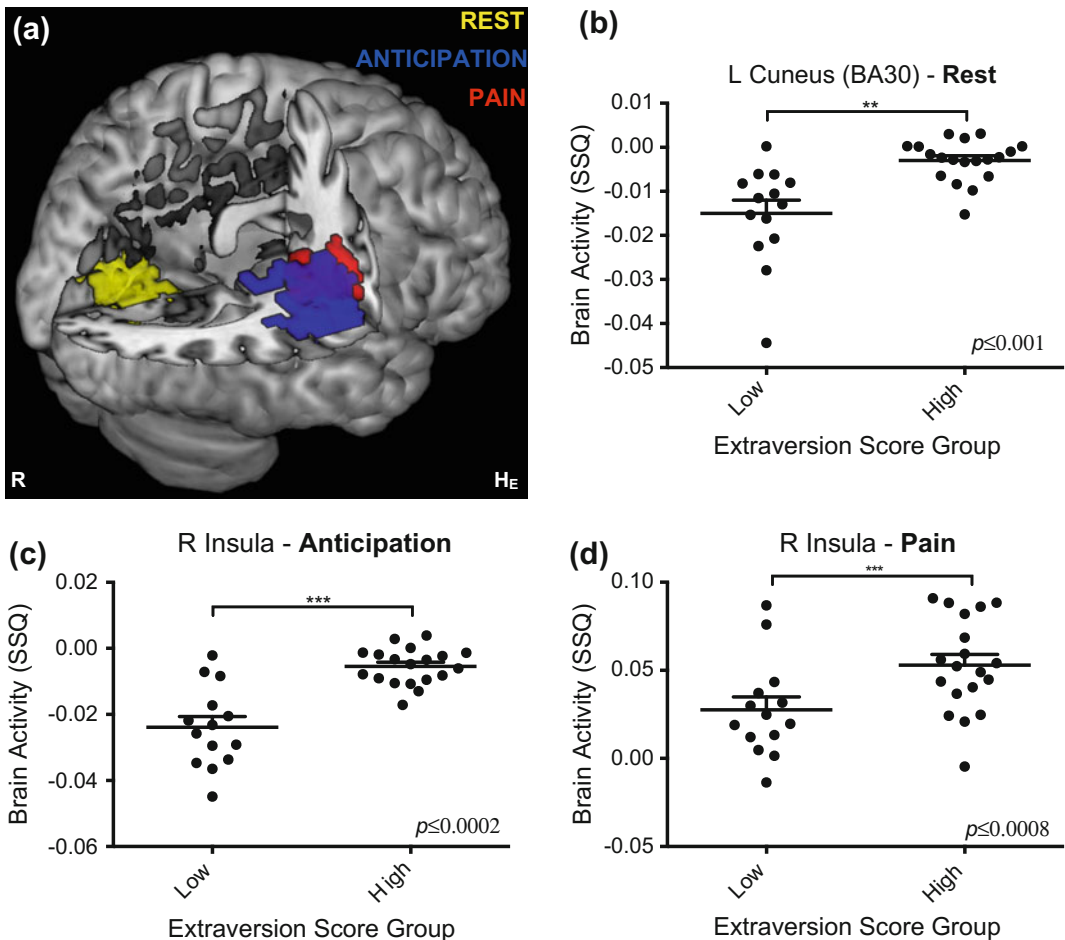 (a)
REST
ANTICIPATION
PAIN
R
HE
(b)
L Cuneus (BA30) - Rest
**
0.01
0.00
-0.01
-0.02
-0.03
-0.04
-0.05
Brain Activity (SSQ)
p≤0.001
Low
High
Extraversion Score Group
(c)
R Insula - Anticipation
***
0.02
0.00
-0.02
-0.04
-0.06
Brain Activity (SSQ)
p≤0.0002
Low
High
Extraversion Score Group
(d)
R Insula - Pain
***
0.10
0.05
0.00
-0.05
Brain Activity (SSQ)
p≤0.0008
Low
High
Extraversion Score Group